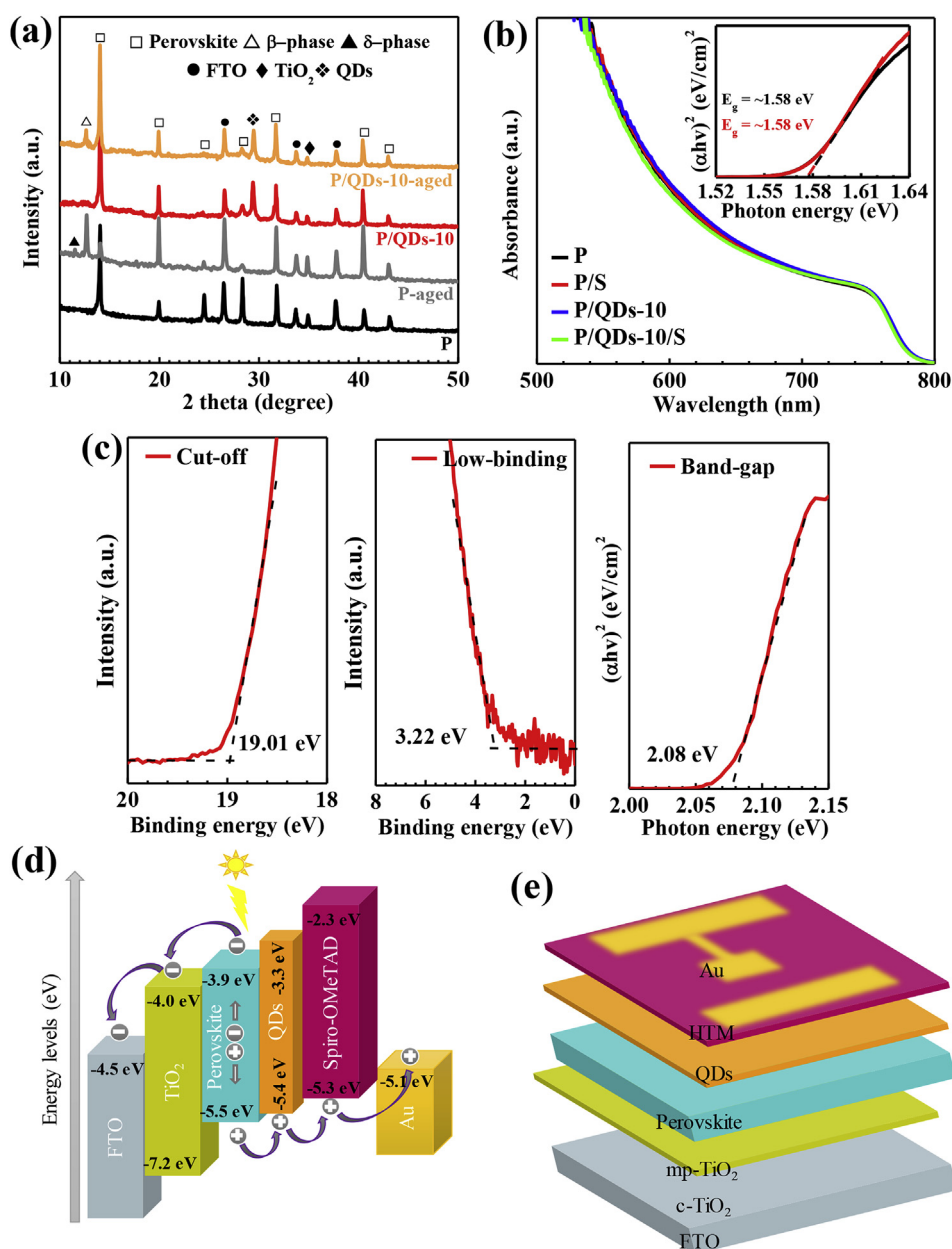 (a)
□ Perovskite △ β–phase ▲ δ–phase
● FTO ♦ TiO₂ ❖ QDs
P/QDs-10-aged
P/QDs-10
P-aged
P
Intensity (a.u.)
10 20 30 40 50
2 theta (degree)
(b)
Absorbance (a.u.)
P
P/S
P/QDs-10
P/QDs-10/S
500 600 700 800
Wavelength (nm)
(αhv)² (eV/cm)²
E_g = ~1.58 eV
E_g = ~1.58 eV
1.52 1.55 1.58 1.61 1.64
Photon energy (eV)
(c)
Cut-off
Intensity (a.u.)
19.01 eV
20 19 18
Binding energy (eV)
Low-binding
Intensity (a.u.)
3.22 eV
8 6 4 2 0
Binding energy (eV)
Band-gap
(αhv)² (eV/cm)²
2.08 eV
2.00 2.05 2.10 2.15
Photon energy (eV)
(d)
Energy levels (eV)
-4.5 eV
FTO
-4.0 eV
TiO₂
-7.2 eV
-3.9 eV
Perovskite
-5.5 eV
-3.3 eV
QDs
-5.4 eV
-2.3 eV
Spiro-OMeTAD
-5.3 eV
-5.1 eV
Au
(e)
Au
HTM
QDs
Perovskite
mp-TiO₂
c-TiO₂
FTO